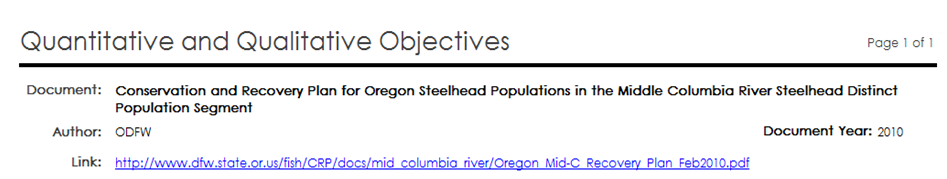 Quantitative and Qualitative Objectives
Page 1 of 1
Document: Conservation and Recovery Plan for Oregon Steelhead Populations in the Middle Columbia River Steelhead Distinct
Population Segment
Author: ODFW Document Year: 2010
Link: http://www.dfw.state.or.us/fish/CRP/docs/mid_columbia_river/Oregon_Mid-C_Recovery_Plan_Feb2010.pdf